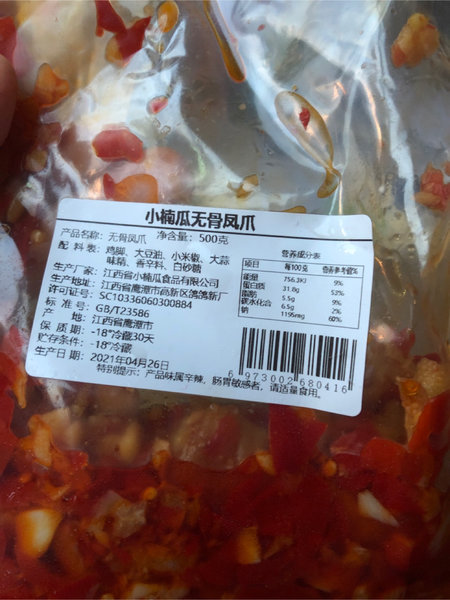 小楠瓜无骨凤爪
产品名称：无骨凤爪 净含量：500克
配 料 表：鸡脚、大豆油、小米椒、大蒜
味精、香辛料、白砂糖
生 产 厂 家：江西省小楠瓜食品有限公司
生 产 地 址：江西省鹰潭市高新区鸽鸽新厂
许可证号：SC10336060300884
标 准 号：GB/T23586
产 地：江西省鹰潭市
保 质 期：-18°冷藏30天
贮存条件：-18°冷藏
生产日期：2021年04月26日
特别提示：产品味属辛辣，肠胃敏感者，请适量食用。
营养成分表
项目 每100克 营养参考值%
能量 756.3KJ 9%
蛋白质 31.8g 53%
脂肪 5.5g 9%
碳水化合 6.5g 2%
钠 1195mg 60%
6 973002 680416